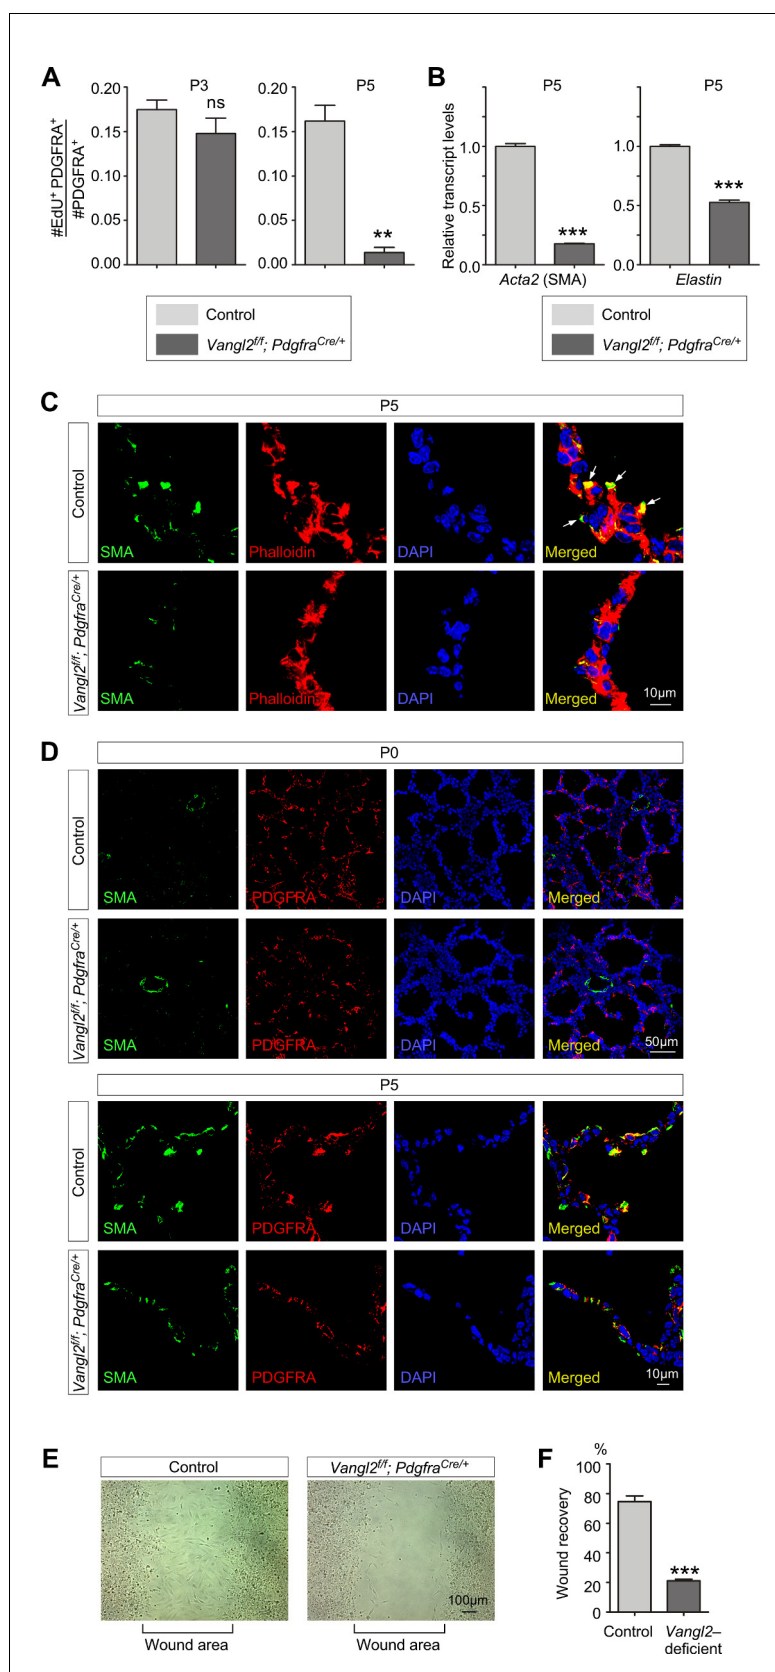 A
P3
P5
#EdU+ PDGFRA+
#PDGFRA+
0.20
0.15
0.10
0.05
0.00
ns
0.20
0.15
0.10
0.05
0.00
**
Control
Vangl2f/f; PdgfraCre/+
B
P5
P5
Relative transcript levels
1.0
0.5
0
***
Acta2 (SMA)
1.0
0.5
0.0
***
Elastin
Control
Vangl2f/f; PdgfraCre/+
C
P5
Control
SMA
Phalloidin
DAPI
Merged
Vangl2f/f; PdgfraCre/+
SMA
Phalloidin
DAPI
Merged
10µm
D
P0
Control
SMA
PDGFRA
DAPI
Merged
Vangl2f/f; PdgfraCre/+
SMA
PDGFRA
DAPI
Merged
50µm
P5
Control
SMA
PDGFRA
DAPI
Merged
Vangl2f/f; PdgfraCre/+
SMA
PDGFRA
DAPI
Merged
10µm
E
Control
Vangl2f/f; PdgfraCre/+
100µm
Wound area
Wound area
F
%
Wound recovery
100
80
60
40
20
0
***
Control
Vangl2–
deficient